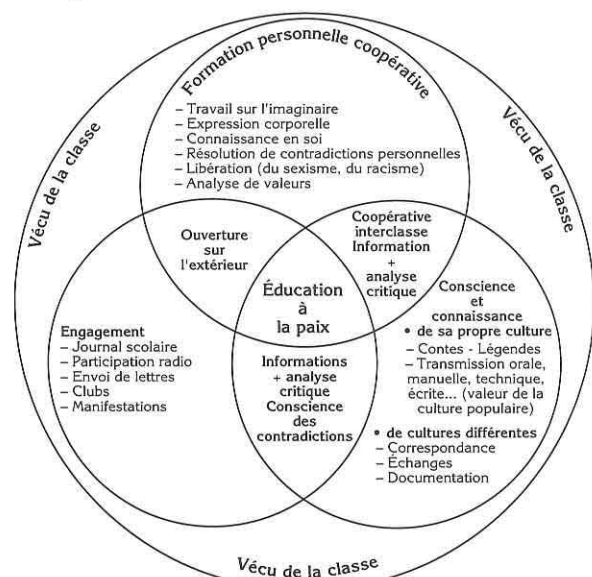 Formation personnelle coopérative
– Travail sur l'imaginaire
– Expression corporelle
– Connaissance en soi
– Résolution de contradictions personnelles
– Libération (du sexisme, du racisme)
– Analyse de valeurs
Vécu de la classe
Vécu de la classe
Ouverture
sur
l'extérieur
Coopérative
interclasse
Information
+
analyse
critique
Éducation
à
la paix
Engagement
– Journal scolaire
– Participation radio
– Envoi de lettres
– Clubs
– Manifestations
Informations
+ analyse
critique
Conscience
des
contradictions
Conscience
et
connaissance
• de sa propre culture
– Contes - Légendes
– Transmission orale,
manuelle, technique,
écrite... (valeur de la
culture populaire)
• de cultures différentes
– Correspondance
– Échanges
– Documentation
Vécu de la classe